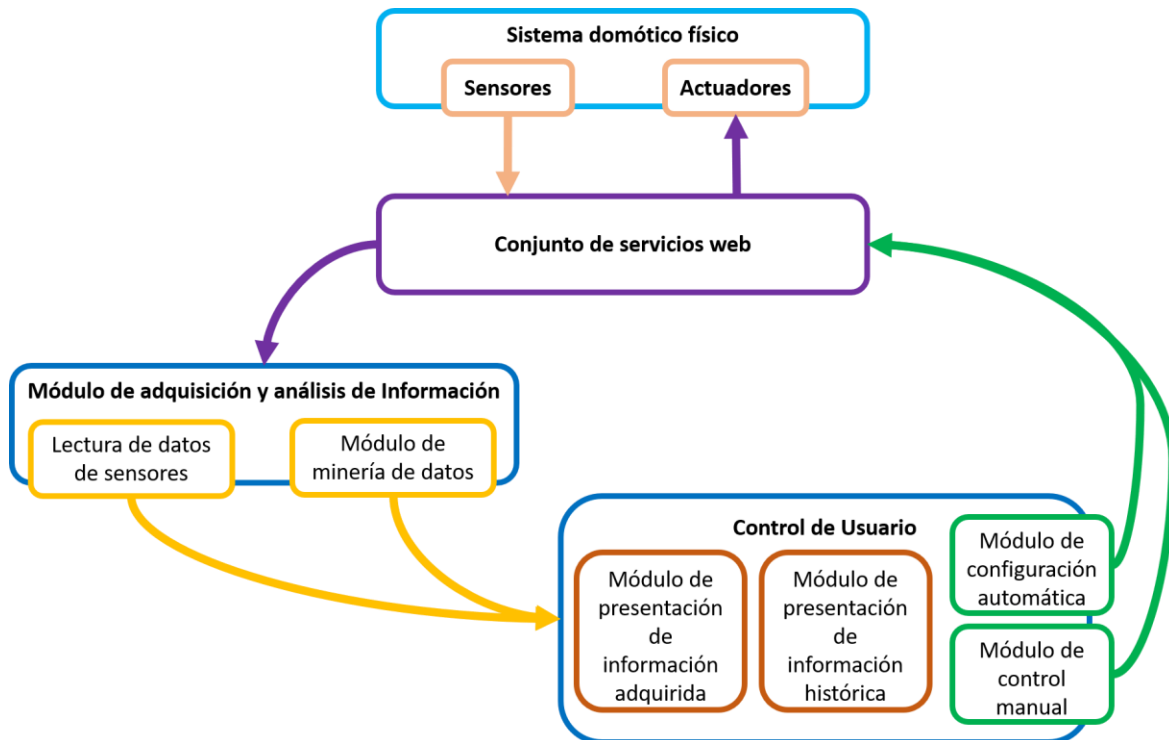 Sistema domótico físico
Sensores
Actuadores
Conjunto de servicios web
Módulo de adquisición y análisis de Información
Lectura de datos
de sensores
Módulo de
minería de datos
Control de Usuario
Módulo de
presentación
de
información
adquirida
Módulo de
presentación
de
información
histórica
Módulo de
configuración
automática
Módulo de
control
manual